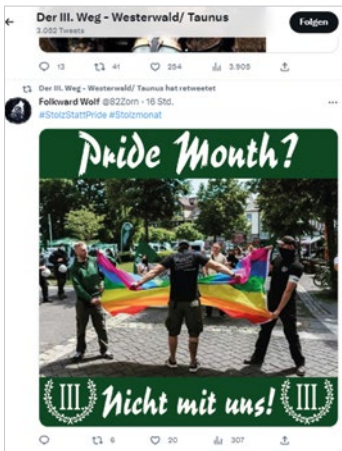 Der III. Weg - Westerwald/ Taunus
3.052 Tweets
Folgen
13 41 254 3.905
Der III. Weg - Westerwald/ Taunus hat retweetet
Folkward Wolf @82Zorn · 16 Std.
#StolzStattPride #Stolzmonat
Pride Month?
III. Nicht mit uns! III.
6 20 307